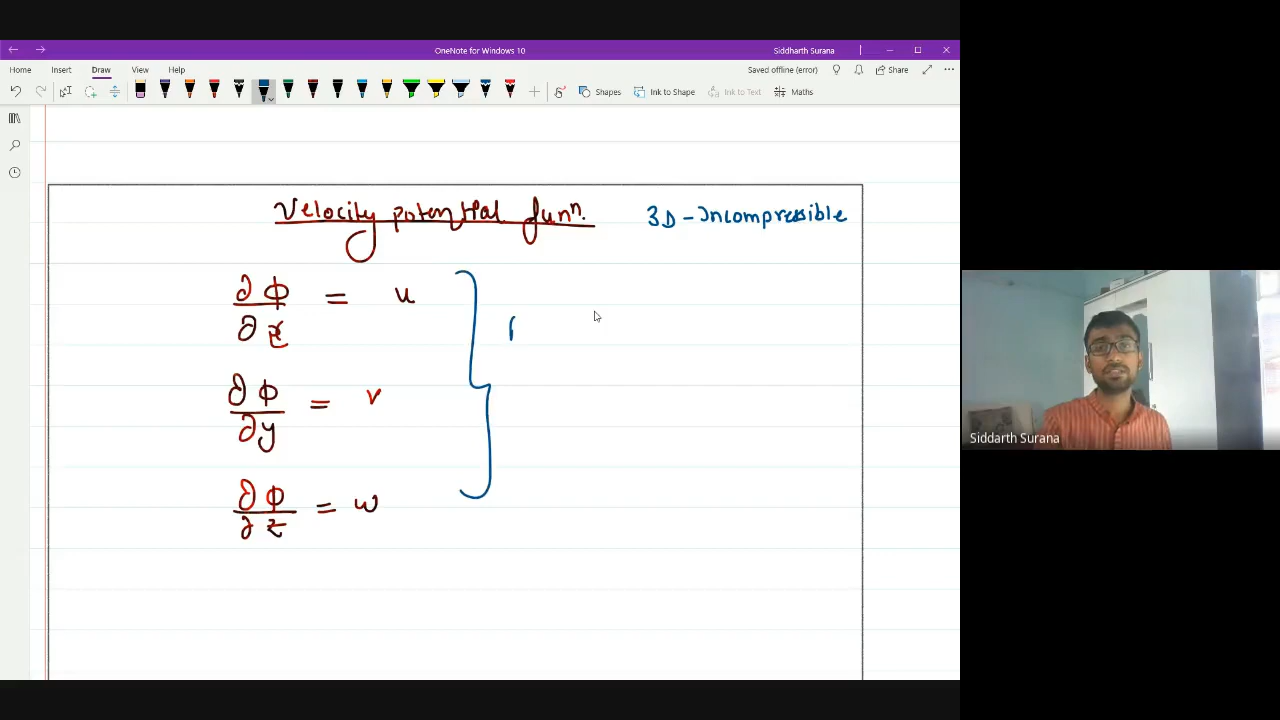 OneNote for Windows 10
Siddharth Surana
Home Insert Draw View Help
Saved offline (error) Share
Shapes Ink to Shape Ink to Text Maths
Velocity potential funⁿ. 3D - Incompressible
∂φ/∂x = u
∂φ/∂y = v
∂φ/∂z = w
Siddarth Surana